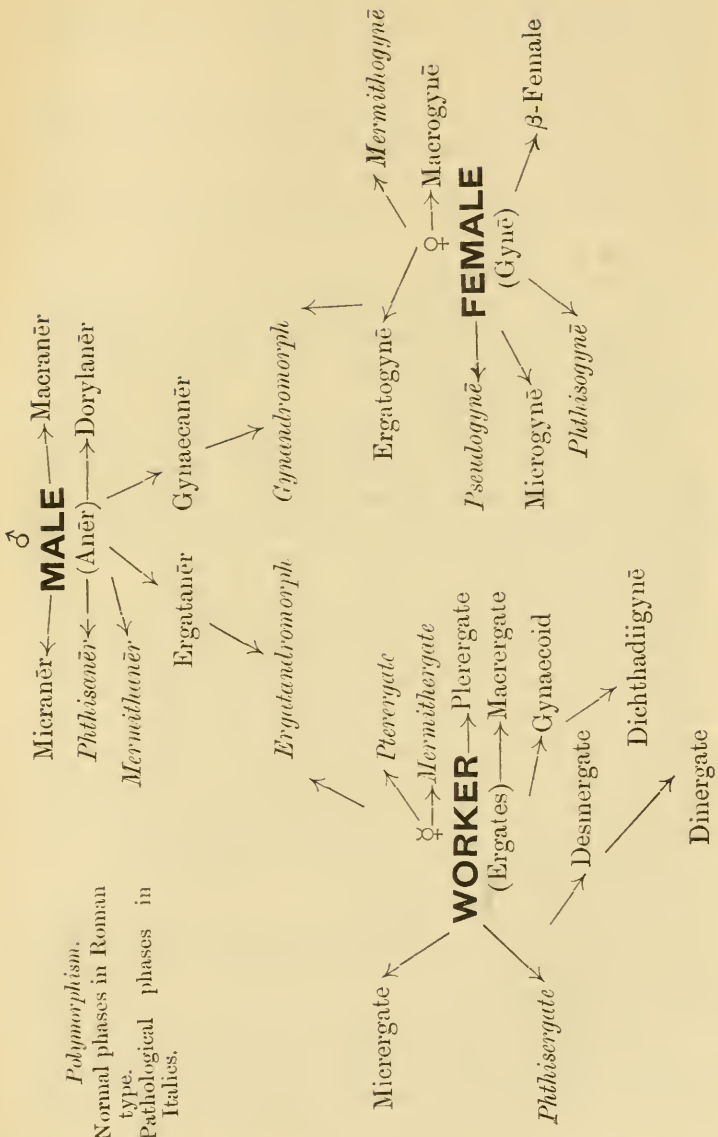 Polymorphism.
Normal phases in Roman
type.
Pathological phases in
Italics.
♂
MALE
(Anēr)
Micranēr
Macranēr
Phthisanēr
Dorylanēr
Mermithanēr
Ergatanēr
Gynaecanēr
Ergatandromorph
Gynandromorph
Micrergate
Pterergate
☿
Mermithergate
WORKER
Plerergate
(Ergates)
Macrergate
Gynaecoid
Phthisergate
Desmergate
Dichthadiigynē
Dinergate
Ergatogynē
Mermithogynē
♀
Macrogynē
FEMALE
(Gynē)
Pseudogynē
Microgynē
Phthisogynē
β-Female